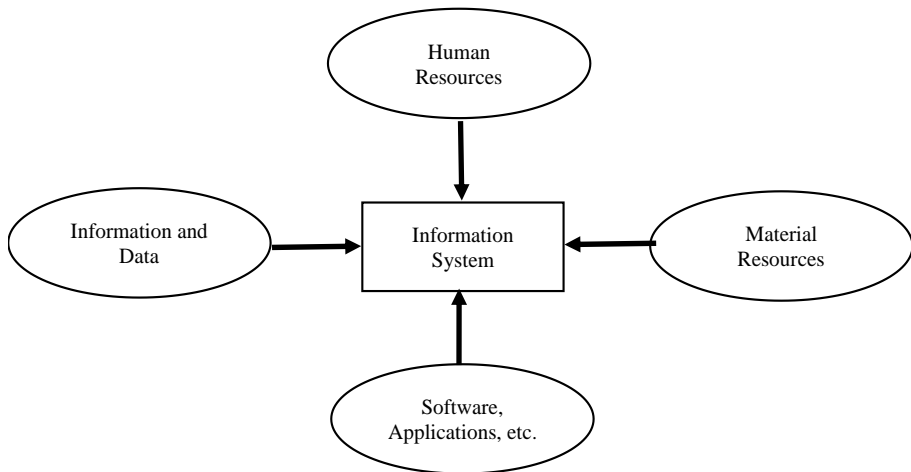 Human
Resources
Information and
Data
Information
System
Material
Resources
Software,
Applications, etc.